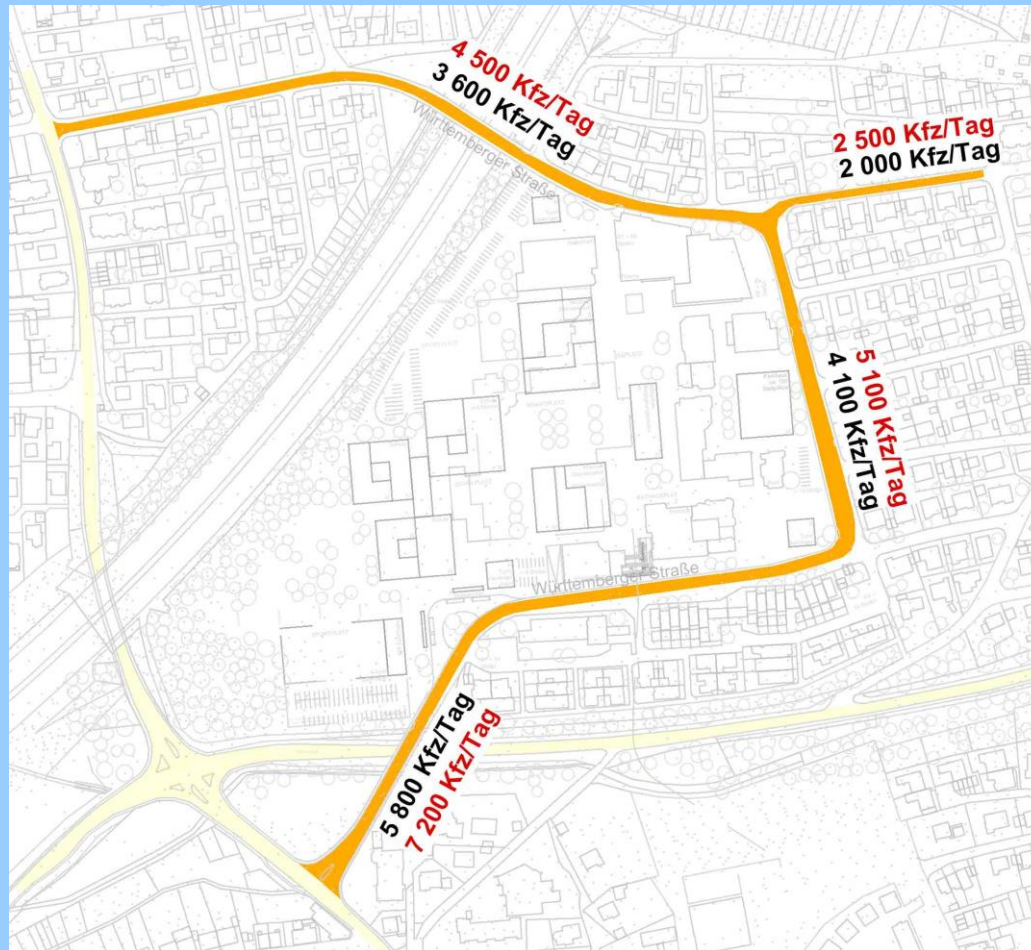 4 500 Kfz/Tag
3 600 Kfz/Tag
Württemberger Straße
2 500 Kfz/Tag
2 000 Kfz/Tag
5 100 Kfz/Tag
4 100 Kfz/Tag
Württemberger Straße
5 800 Kfz/Tag
7 200 Kfz/Tag